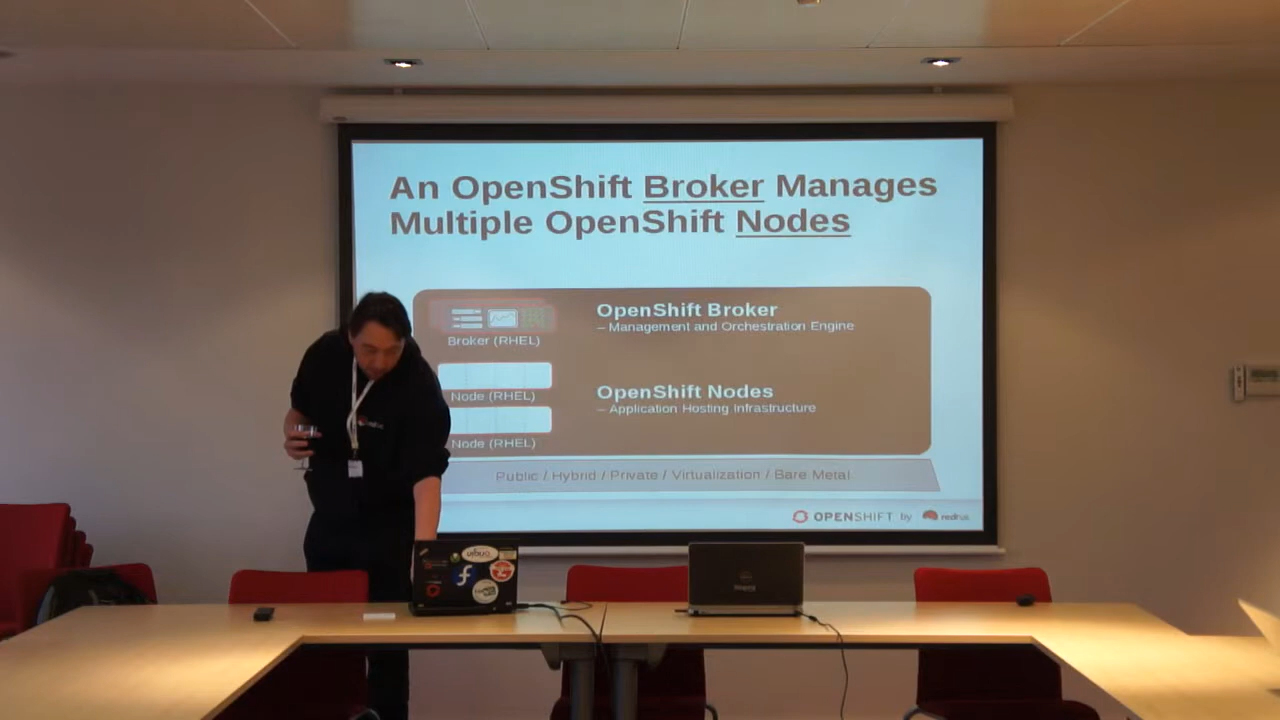 An OpenShift Broker Manages
Multiple OpenShift Nodes
OpenShift Broker
– Management and Orchestration Engine
Broker (RHEL)
Node (RHEL)
OpenShift Nodes
– Application Hosting Infrastructure
Node (RHEL)
Public / Hybrid / Private / Virtualization / Bare Metal
OPENSHIFT by redhat